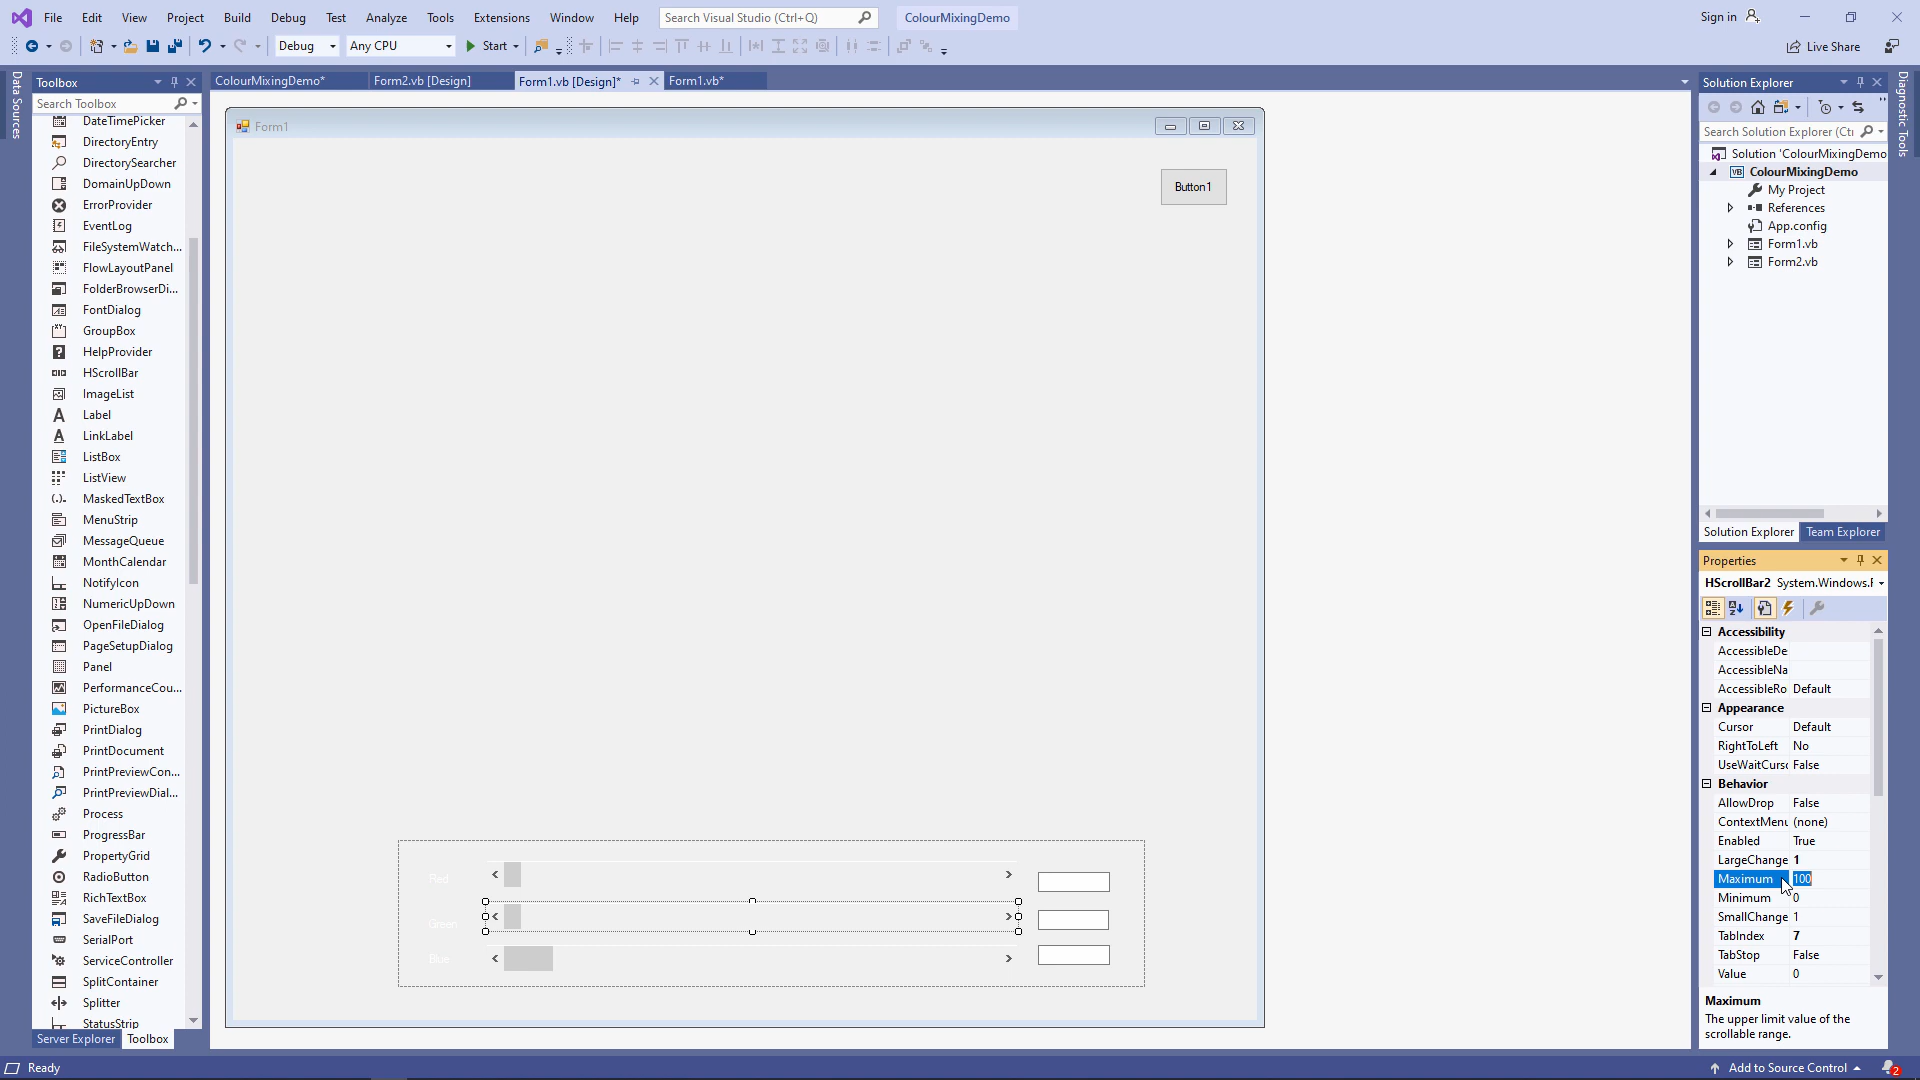 File Edit View Project Build Debug Test Analyze Tools Extensions Window Help Search Visual Studio (Ctrl+Q) ColourMixingDemo Sign in
Debug Any CPU Start Live Share
Data Sources
Toolbox
Search Toolbox
DateTimePicker
DirectoryEntry
DirectorySearcher
DomainUpDown
ErrorProvider
EventLog
FileSystemWatch...
FlowLayoutPanel
FolderBrowserDi...
FontDialog
GroupBox
HelpProvider
HScrollBar
ImageList
Label
LinkLabel
ListBox
ListView
MaskedTextBox
MenuStrip
MessageQueue
MonthCalendar
NotifyIcon
NumericUpDown
OpenFileDialog
PageSetupDialog
Panel
PerformanceCou...
PictureBox
PrintDialog
PrintDocument
PrintPreviewCon...
PrintPreviewDial...
Process
ProgressBar
PropertyGrid
RadioButton
RichTextBox
SaveFileDialog
SerialPort
ServiceController
SplitContainer
Splitter
StatusStrip
Server Explorer Toolbox
ColourMixingDemo* Form2.vb [Design] Form1.vb [Design]* Form1.vb*
Form1
Button1
Red
Green
Blue
Solution Explorer
Search Solution Explorer (Ctrl
Solution 'ColourMixingDemo
VB ColourMixingDemo
My Project
References
App.config
Form1.vb
Form2.vb
Solution Explorer Team Explorer
Diagnostic Tools
Properties
HScrollBar2 System.Windows.F
Accessibility
AccessibleDe
AccessibleNa
AccessibleRo Default
Appearance
Cursor Default
RightToLeft No
UseWaitCurso False
Behavior
AllowDrop False
ContextMenu (none)
Enabled True
LargeChange 1
Maximum 100
Minimum 0
SmallChange 1
TabIndex 7
TabStop False
Value 0
Maximum
The upper limit value of the
scrollable range.
Ready Add to Source Control 2